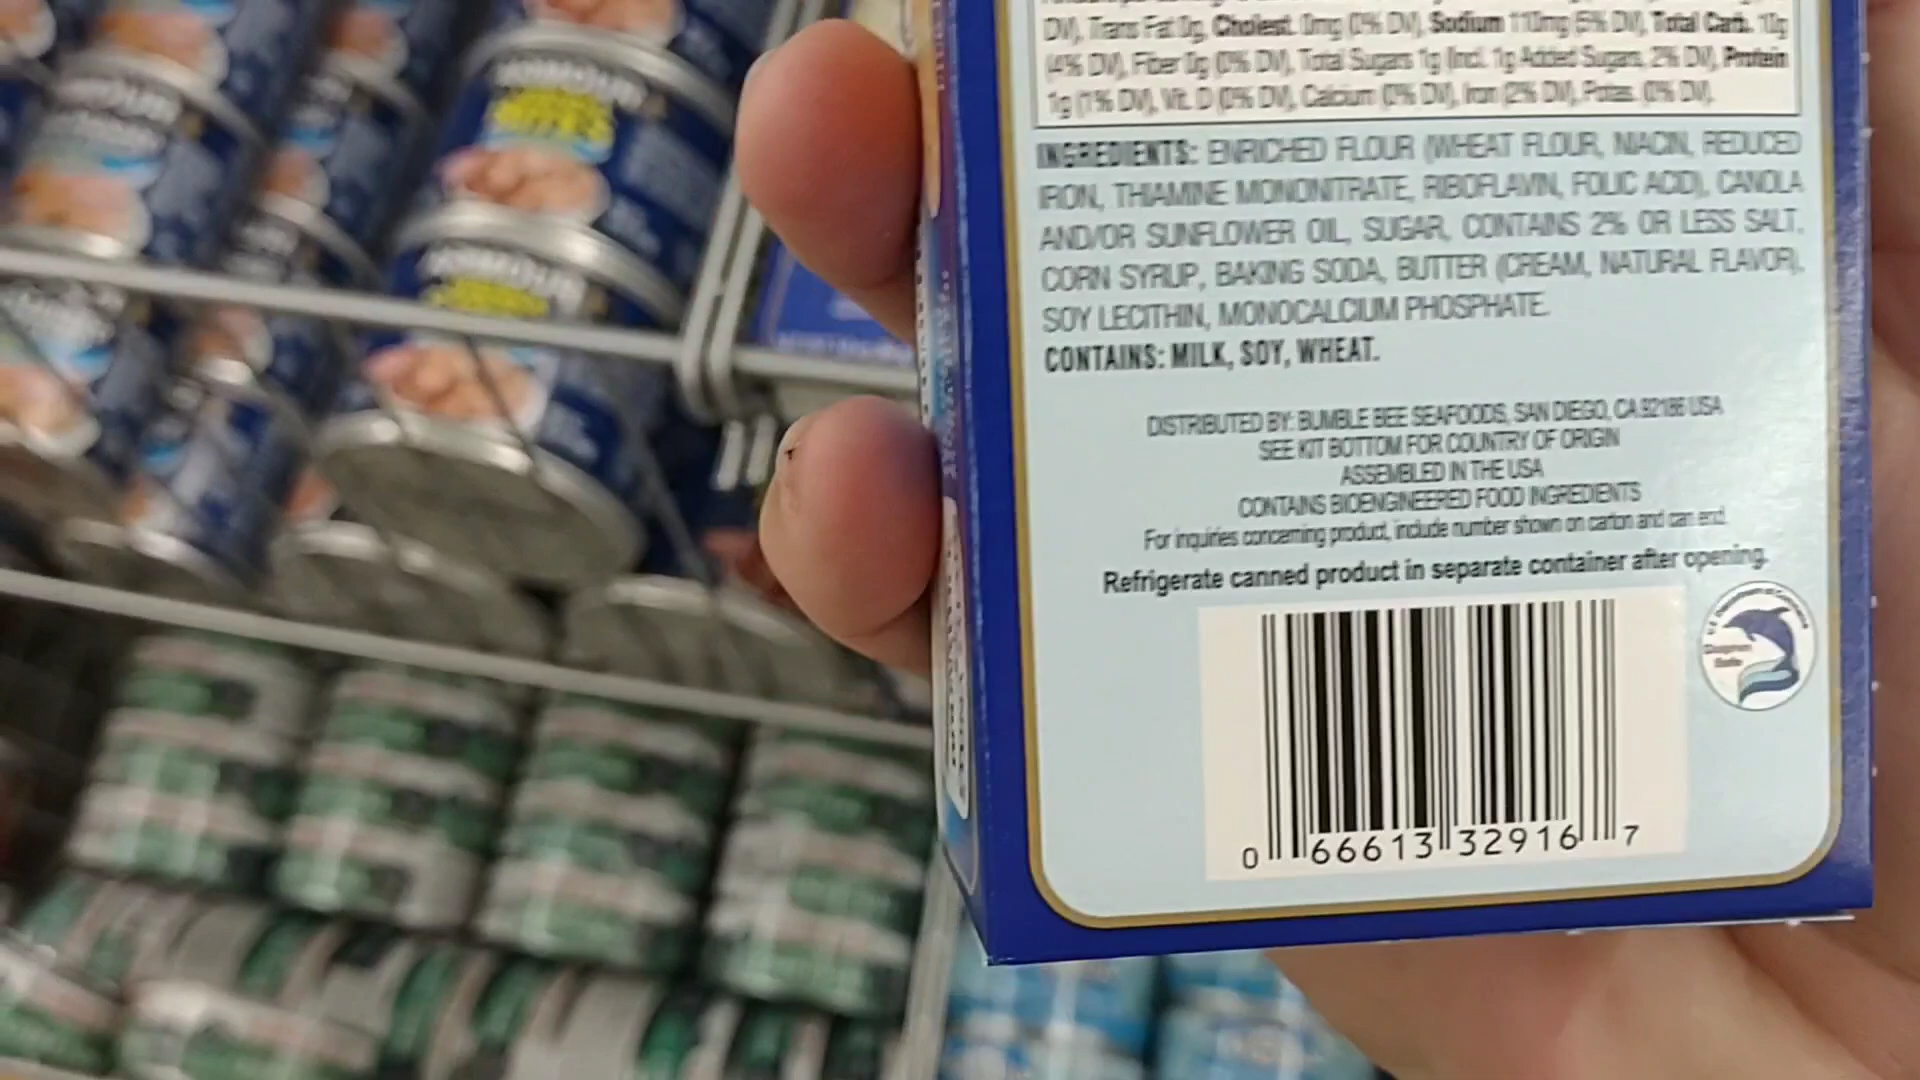 DV), Trans Fat 0g, Cholest. 0mg (0% DV), Sodium 110mg (5% DV), Total Carb. 10g
(4% DV), Fiber 0g (0% DV), Total Sugars 1g (Incl. 1g Added Sugars, 2% DV), Protein
1g (1% DV), Vit. D (0% DV), Calcium (0% DV), Iron (2% DV), Potas. (0% DV).
INGREDIENTS: ENRICHED FLOUR (WHEAT FLOUR, NIACIN, REDUCED
IRON, THIAMINE MONONITRATE, RIBOFLAVIN, FOLIC ACID), CANOLA
AND/OR SUNFLOWER OIL, SUGAR, CONTAINS 2% OR LESS SALT,
CORN SYRUP, BAKING SODA, BUTTER (CREAM, NATURAL FLAVOR),
SOY LECITHIN, MONOCALCIUM PHOSPHATE.
CONTAINS: MILK, SOY, WHEAT.
DISTRIBUTED BY: BUMBLE BEE SEAFOODS, SAN DIEGO, CA 92186 USA
SEE KIT BOTTOM FOR COUNTRY OF ORIGIN
ASSEMBLED IN THE USA
CONTAINS BIOENGINEERED FOOD INGREDIENTS
For inquiries concerning product, include number shown on carton and can end.
Refrigerate canned product in separate container after opening.
Dolphin
Safe
0 66613 32916 7